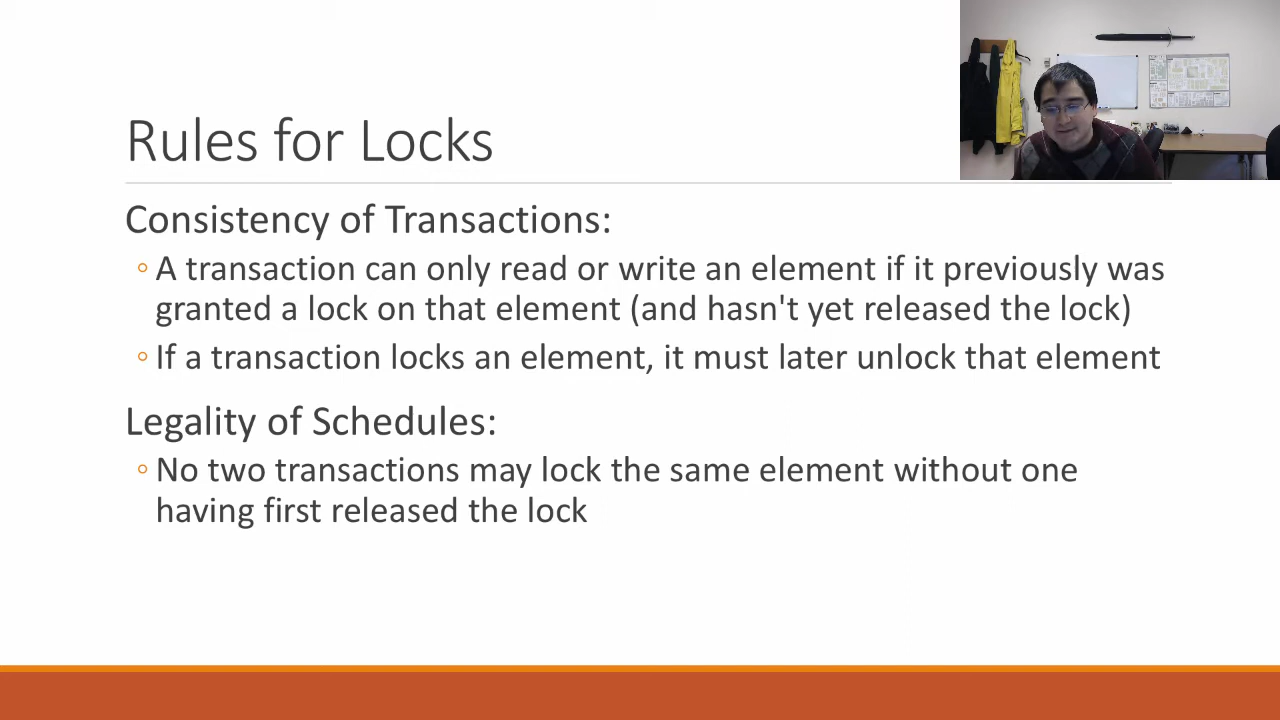 Rules for Locks
Consistency of Transactions:
◦ A transaction can only read or write an element if it previously was
granted a lock on that element (and hasn't yet released the lock)
◦ If a transaction locks an element, it must later unlock that element
Legality of Schedules:
◦ No two transactions may lock the same element without one
having first released the lock